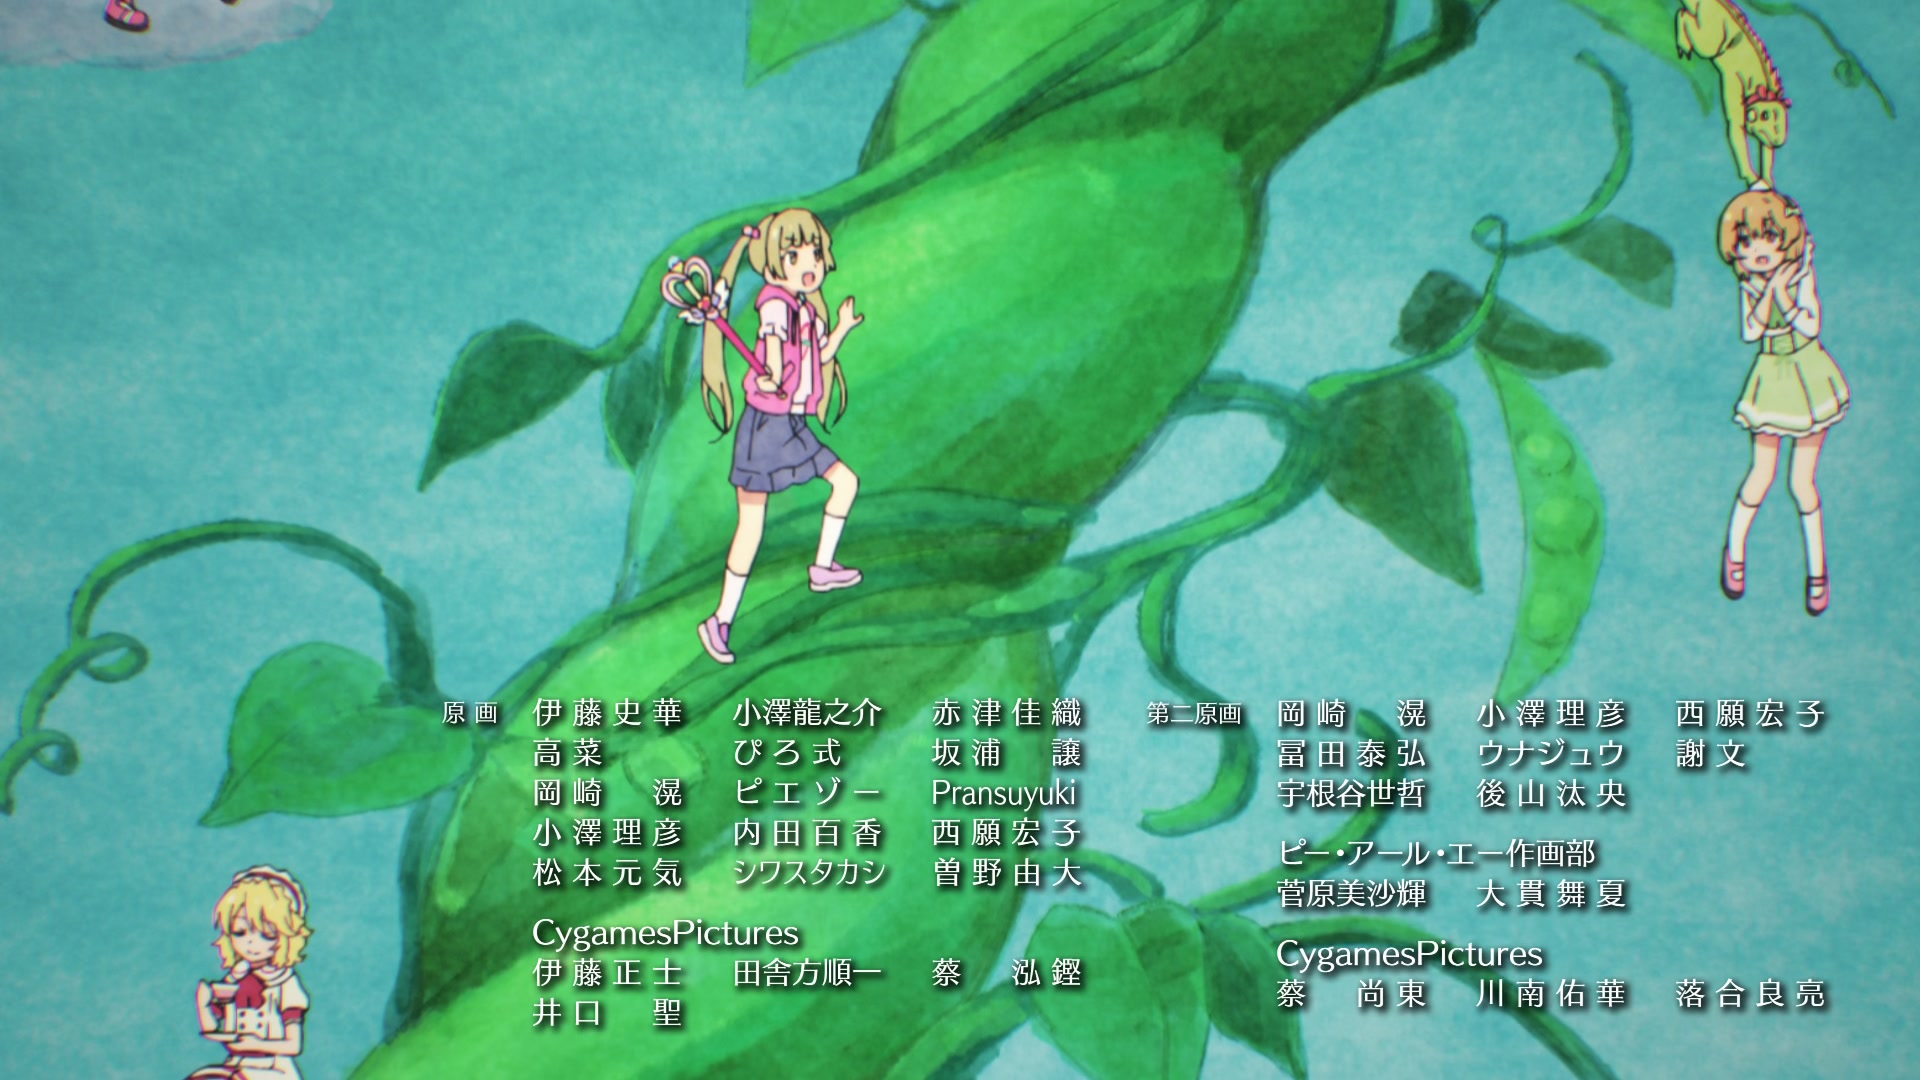 原画 伊藤史華 小澤龍之介 赤津佳織
高菜 ぴろ式 坂浦譲
岡崎滉 ピエゾー Pransuyuki
小澤理彦 内田百香 西願宏子
松本元気 シワスタカシ 曽野由大
CygamesPictures
伊藤正士 田舎方順一 蔡泓鏗
井口聖
第二原画 岡崎滉 小澤理彦 西願宏子
冨田泰弘 ウナジュウ 謝文
宇根谷世哲 後山汰央
ピー・アール・エー作画部
菅原美沙輝 大貫舞夏
CygamesPictures
蔡尚東 川南佑華 落合良亮